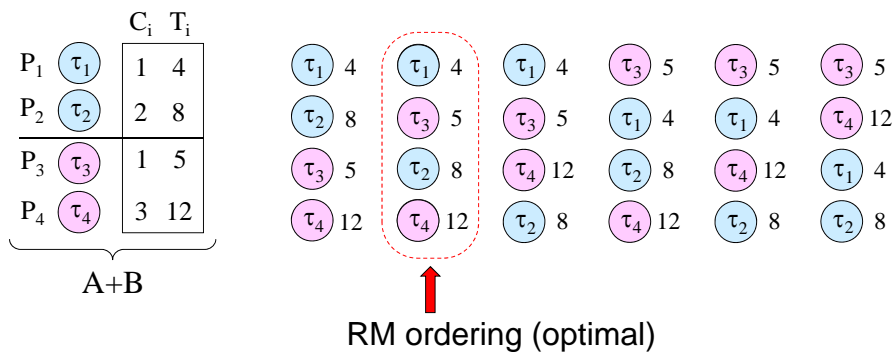 Cᵢ Tᵢ
P₁ τ₁ 1 4 τ₁ 4 τ₁ 4 τ₁ 4 τ₃ 5 τ₃ 5 τ₃ 5
P₂ τ₂ 2 8 τ₂ 8 τ₃ 5 τ₃ 5 τ₁ 4 τ₁ 4 τ₄ 12
P₃ τ₃ 1 5 τ₃ 5 τ₂ 8 τ₄ 12 τ₂ 8 τ₄ 12 τ₁ 4
P₄ τ₄ 3 12 τ₄ 12 τ₄ 12 τ₂ 8 τ₄ 12 τ₂ 8 τ₂ 8
A+B
RM ordering (optimal)